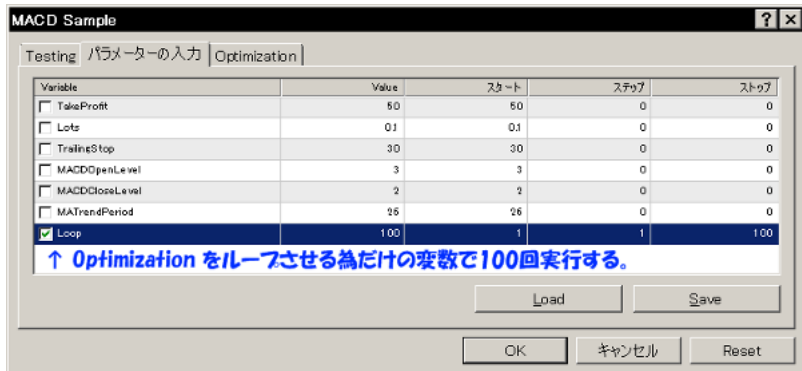 MACD Sample
Testing パラメーターの入力 Optimization
Variable Value スタート ステップ ストップ
TakeProfit 50 50 0 0
Lots 0.1 0.1 0 0
TrailingStop 30 30 0 0
MACDOpenLevel 3 3 0 0
MACDCloseLevel 2 2 0 0
MATrendPeriod 26 26 0 0
Loop 100 1 1 100
↑ Optimization をループさせる為だけの変数で100回実行する。
Load Save
OK キャンセル Reset